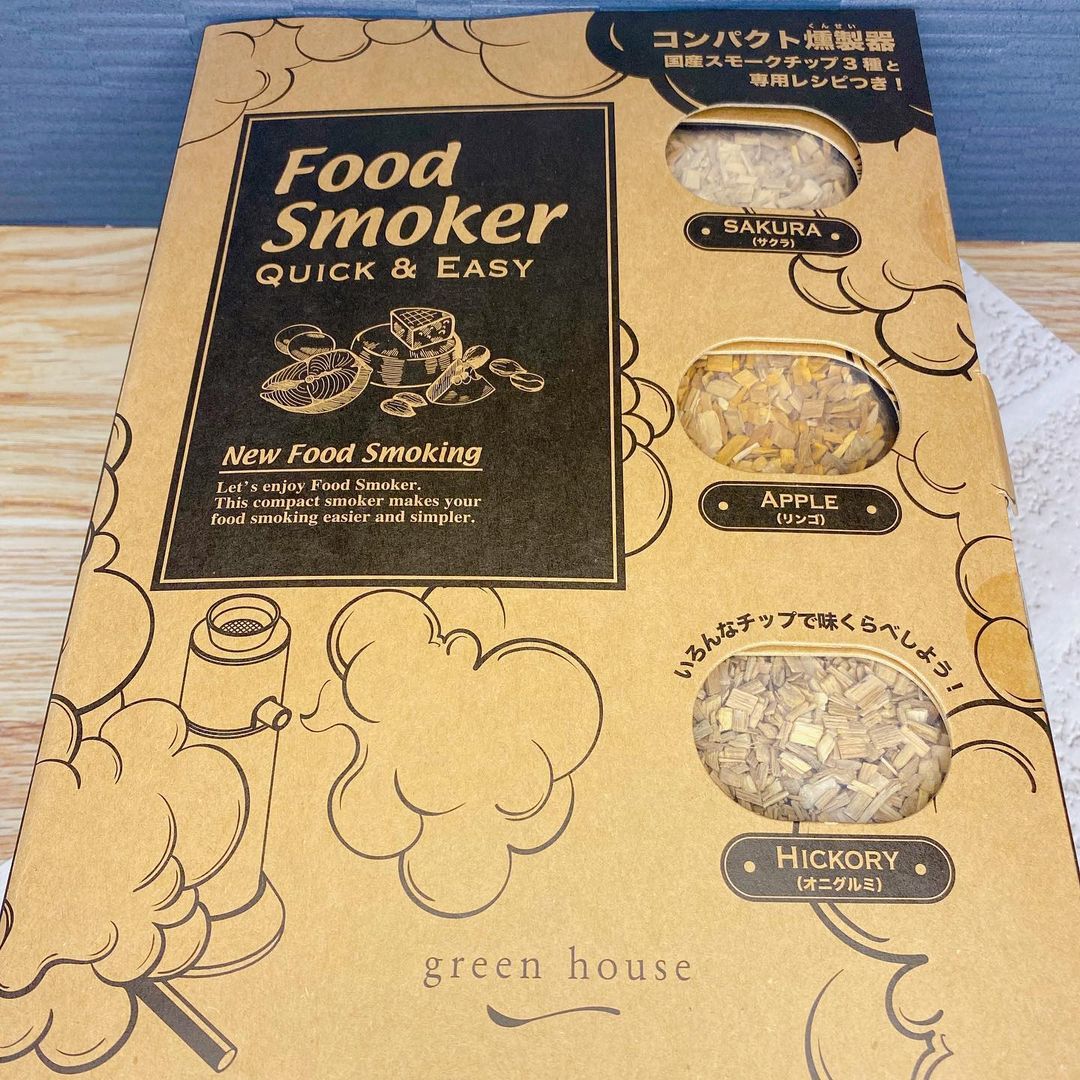 くんせい
コンパクト燻製器
国産スモークチップ3種と
専用レシピつき!
Food
Smoker
QUICK & EASY
New Food Smoking
Let's enjoy Food Smoker.
This compact smoker makes your
food smoking easier and simpler.
SAKURA
(サクラ)
APPLE
(リンゴ)
いろんなチップで味くらべしよう!
HICKORY
(オニグルミ)
green house